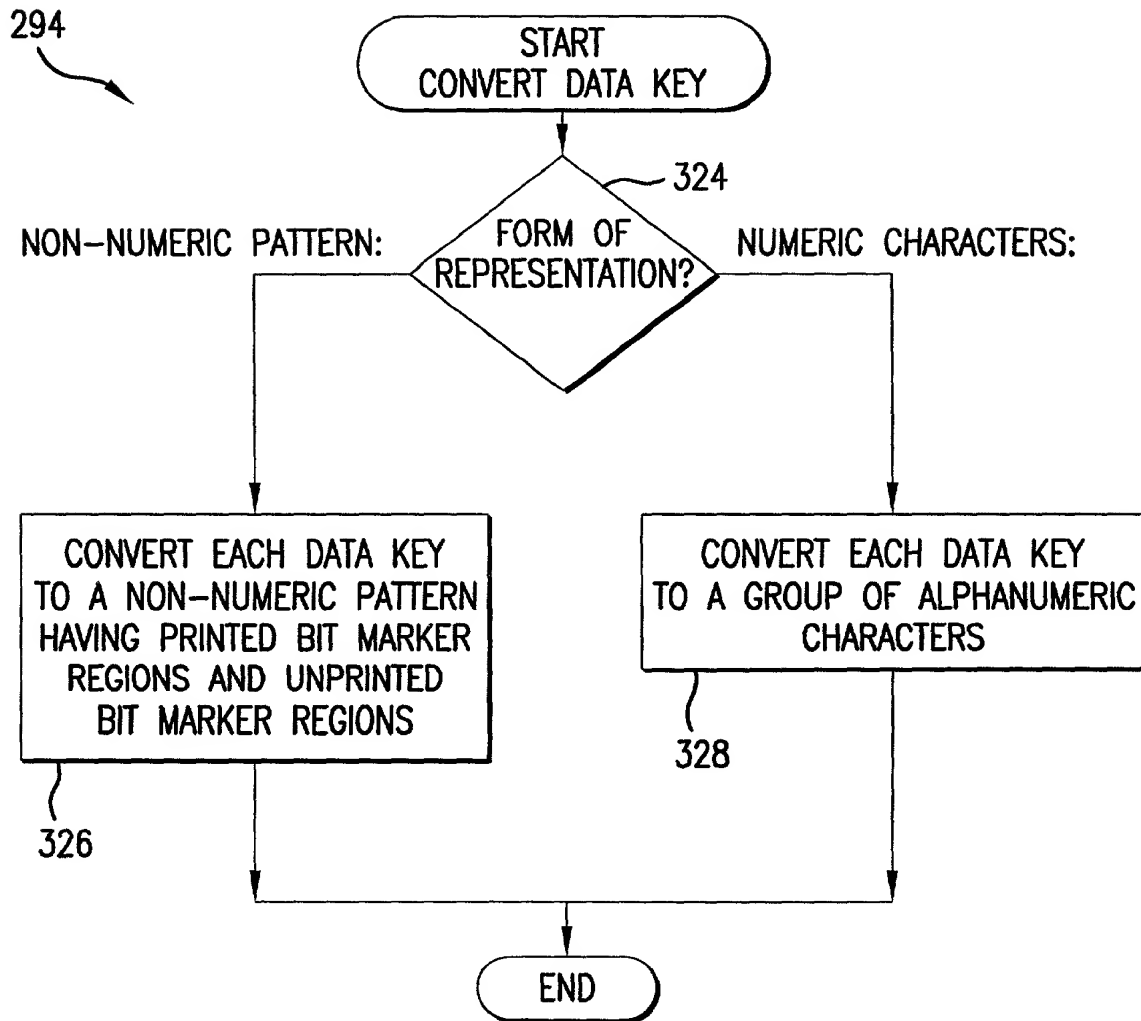 294
START
CONVERT DATA KEY
324
NON-NUMERIC PATTERN:
FORM OF
REPRESENTATION?
NUMERIC CHARACTERS:
CONVERT EACH DATA KEY
TO A NON-NUMERIC PATTERN
HAVING PRINTED BIT MARKER
REGIONS AND UNPRINTED
BIT MARKER REGIONS
326
CONVERT EACH DATA KEY
TO A GROUP OF ALPHANUMERIC
CHARACTERS
328
END